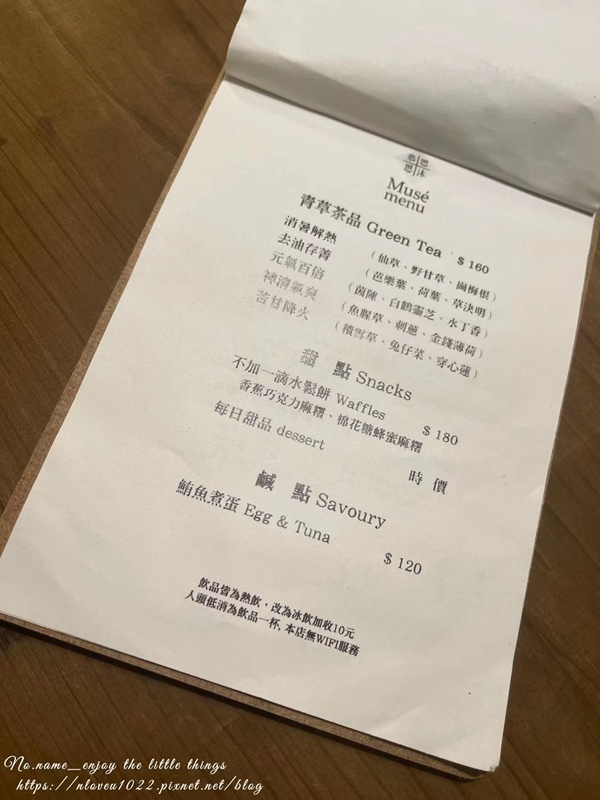 Musé
menu
青草茶品 Green Tea $ 160
消暑解熱 (仙草、野甘草、崗梅根)
去油存菁 (芭樂葉、荷葉、草決明)
元氣百倍 (茵陳、白鶴靈芝、水丁香)
神清氣爽 (魚腥草、刺蔥、金錢薄荷)
苦甘降火 (積雪草、兔仔菜、穿心蓮)
甜 點 Snacks
不加一滴水鬆餅 Waffles $ 180
香蕉巧克力麻糬、棉花糖蜂蜜麻糬
每日甜品 dessert 時 價
鹹 點 Savoury
鮪魚煮蛋 Egg & Tuna $ 120
飲品皆為熱飲，改為冰飲加收10元
人頭低消為飲品一杯, 本店無WIFI服務
No.name_enjoy the little things
https://nloveu1022.pixnet.net/blog